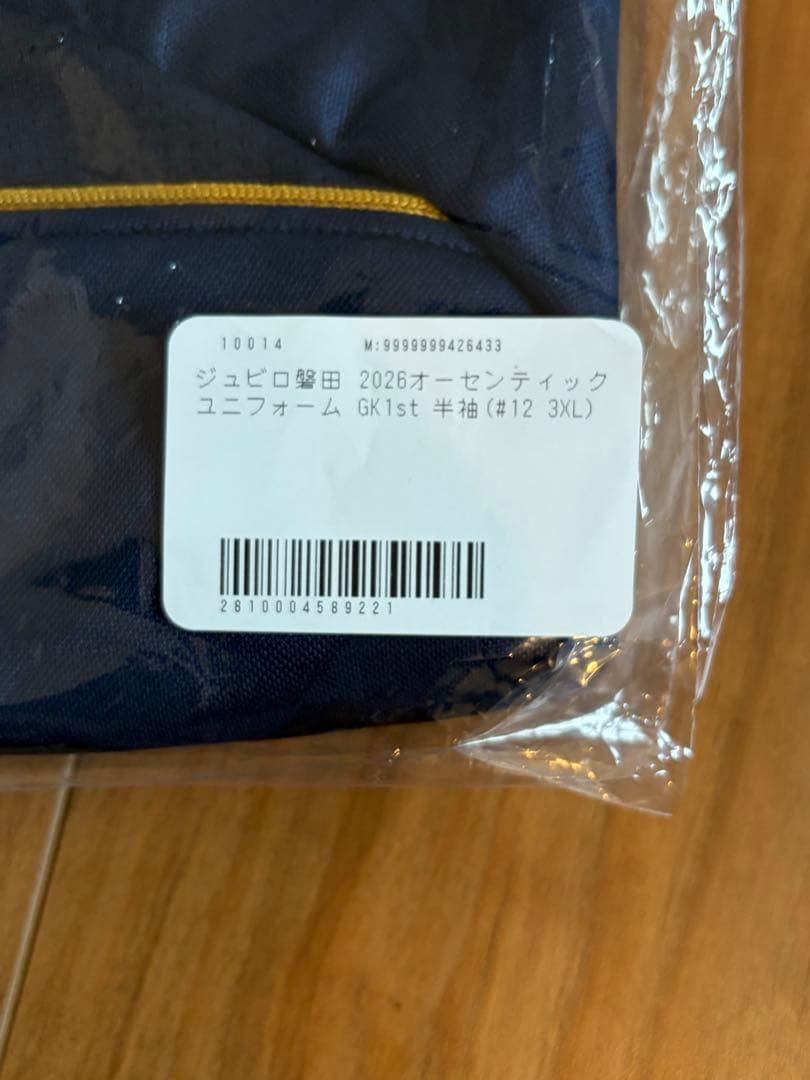 10014 M:9999999426433
ジュビロ磐田 2026オーセンティック
ユニフォーム GK1st 半袖(#12 3XL)
2810004589221